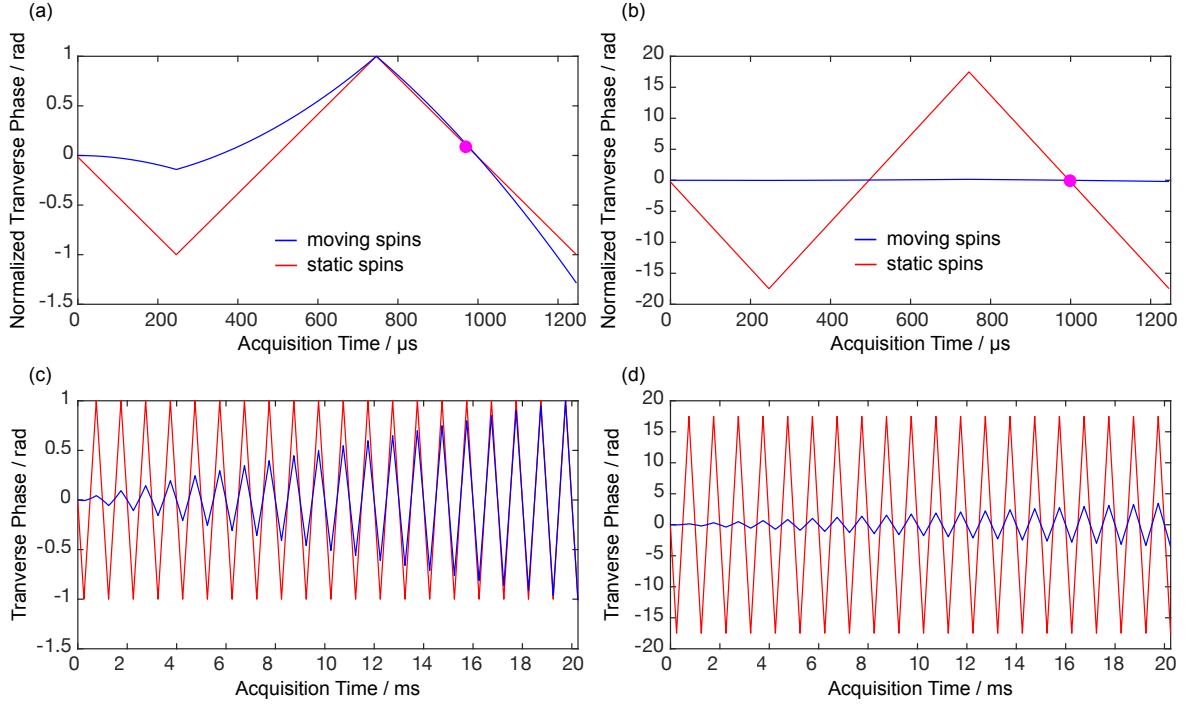 (a)
Normalized Tranverse Phase / rad
1
0.5
0
-0.5
-1
-1.5
moving spins
static spins
0 200 400 600 800 1000 1200
Acquisition Time / µs
(b)
Normalized Tranverse Phase / rad
20
15
10
5
0
-5
-10
-15
-20
moving spins
static spins
0 200 400 600 800 1000 1200
Acquisition Time / µs
(c)
Tranverse Phase / rad
1
0.5
0
-0.5
-1
-1.5
0 2 4 6 8 10 12 14 16 18 20
Acquisition Time / ms
(d)
Tranverse Phase / rad
20
15
10
5
0
-5
-10
-15
-20
0 2 4 6 8 10 12 14 16 18 20
Acquisition Time / ms